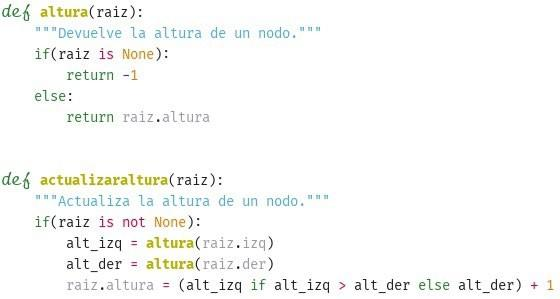 def altura(raiz):
    """Devuelve la altura de un nodo."""
    if(raiz is None):
        return -1
    else:
        return raiz.altura
def actualizaraltura(raiz):
    """Actualiza la altura de un nodo."""
    if(raiz is not None):
        alt_izq = altura(raiz.izq)
        alt_der = altura(raiz.der)
        raiz.altura = (alt_izq if alt_izq > alt_der else alt_der) + 1